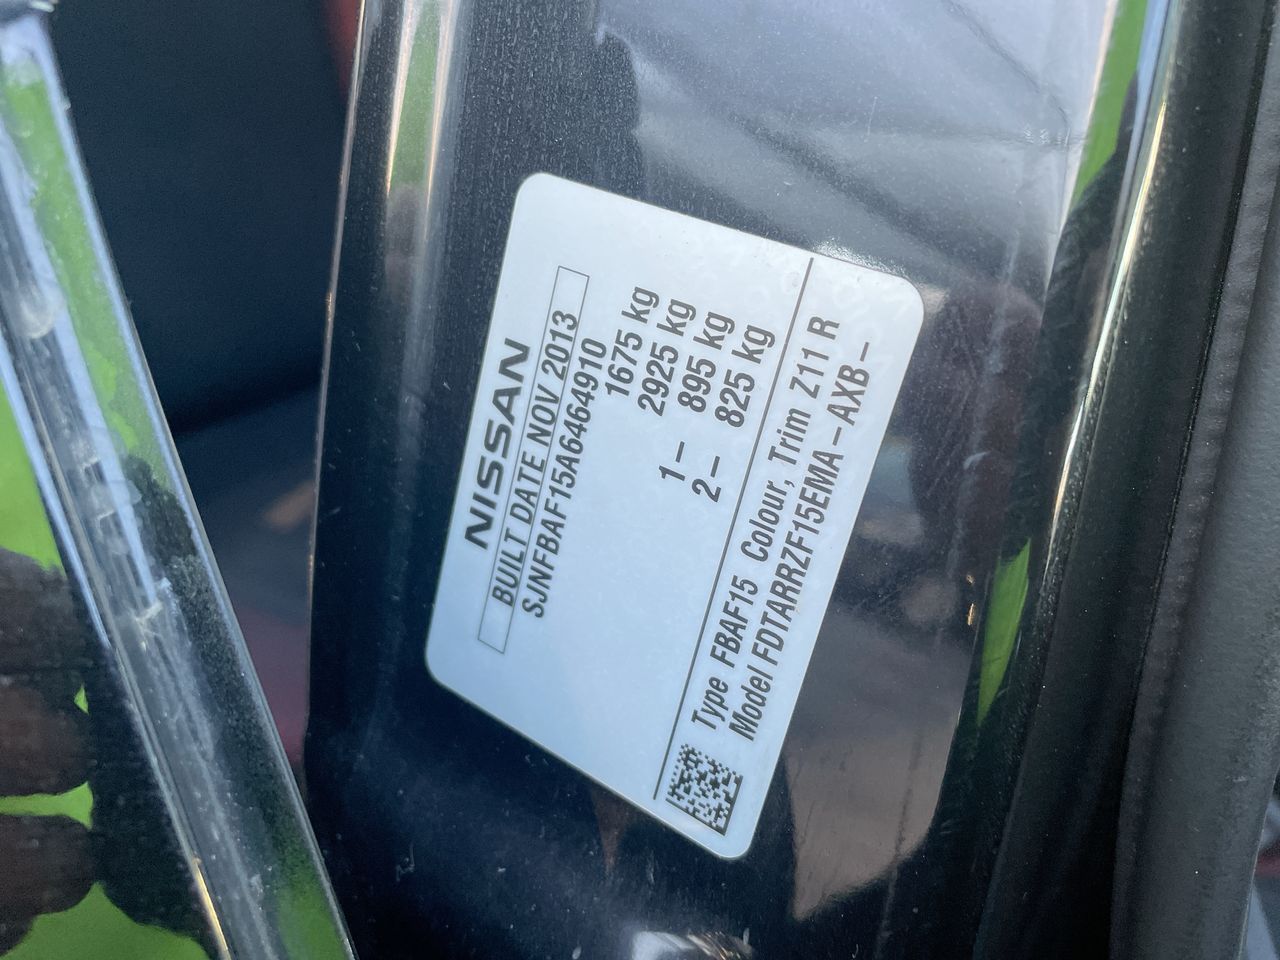 NISSAN
BUILT DATE NOV 2013
SJNFBAF15A6464910
1675 kg
2925 kg
1– 895 kg
2– 825 kg
Type FBAF15 Colour, Trim Z11 R
Model FDTARRZF15EMA–AXB–